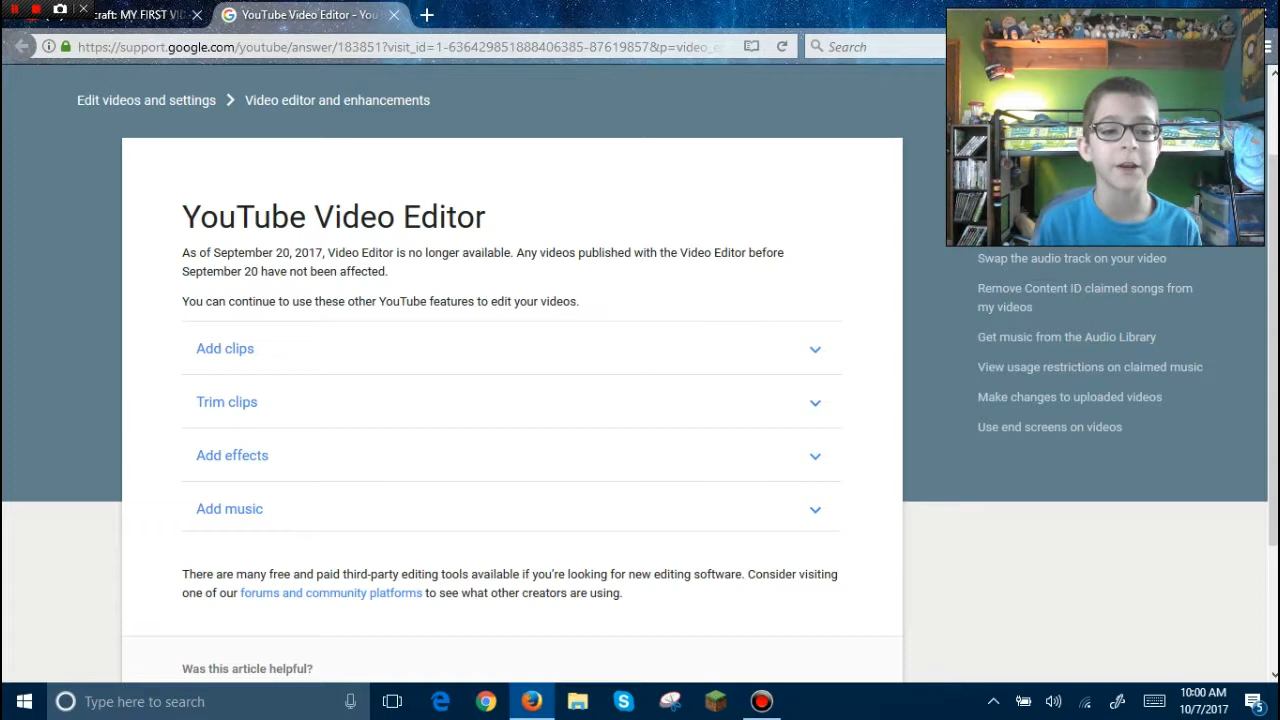 craft: MY FIRST VI
YouTube Video Editor - You
https://support.google.com/youtube/answer/183851?visit_id=1-636429851888406385-87619857&p=video_e
Search
Edit videos and settings
Video editor and enhancements
YouTube Video Editor
As of September 20, 2017, Video Editor is no longer available. Any videos published with the Video Editor before
September 20 have not been affected.
You can continue to use these other YouTube features to edit your videos.
Add clips
Trim clips
Add effects
Add music
There are many free and paid third-party editing tools available if you're looking for new editing software. Consider visiting
one of our forums and community platforms to see what other creators are using.
Was this article helpful?
Swap the audio track on your video
Remove Content ID claimed songs from
my videos
Get music from the Audio Library
View usage restrictions on claimed music
Make changes to uploaded videos
Use end screens on videos
Type here to search
10:00 AM
10/7/2017
5